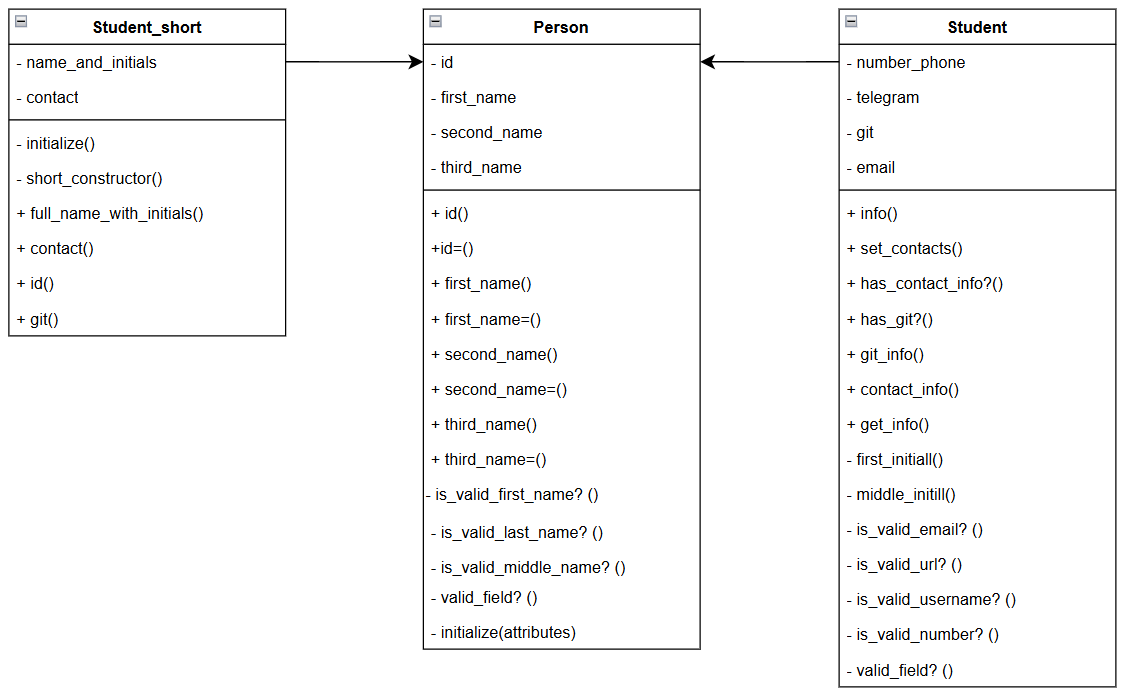 Student_short
- name_and_initials
- contact
- initialize()
- short_constructor()
+ full_name_with_initials()
+ contact()
+ id()
+ git()
Person
- id
- first_name
- second_name
- third_name
+ id()
+id=()
+ first_name()
+ first_name=()
+ second_name()
+ second_name=()
+ third_name()
+ third_name=()
- is_valid_first_name? ()
- is_valid_last_name? ()
- is_valid_middle_name? ()
- valid_field? ()
- initialize(attributes)
Student
- number_phone
- telegram
- git
- email
+ info()
+ set_contacts()
+ has_contact_info?()
+ has_git?()
+ git_info()
+ contact_info()
+ get_info()
- first_initiall()
- middle_initill()
- is_valid_email? ()
- is_valid_url? ()
- is_valid_username? ()
- is_valid_number? ()
- valid_field? ()